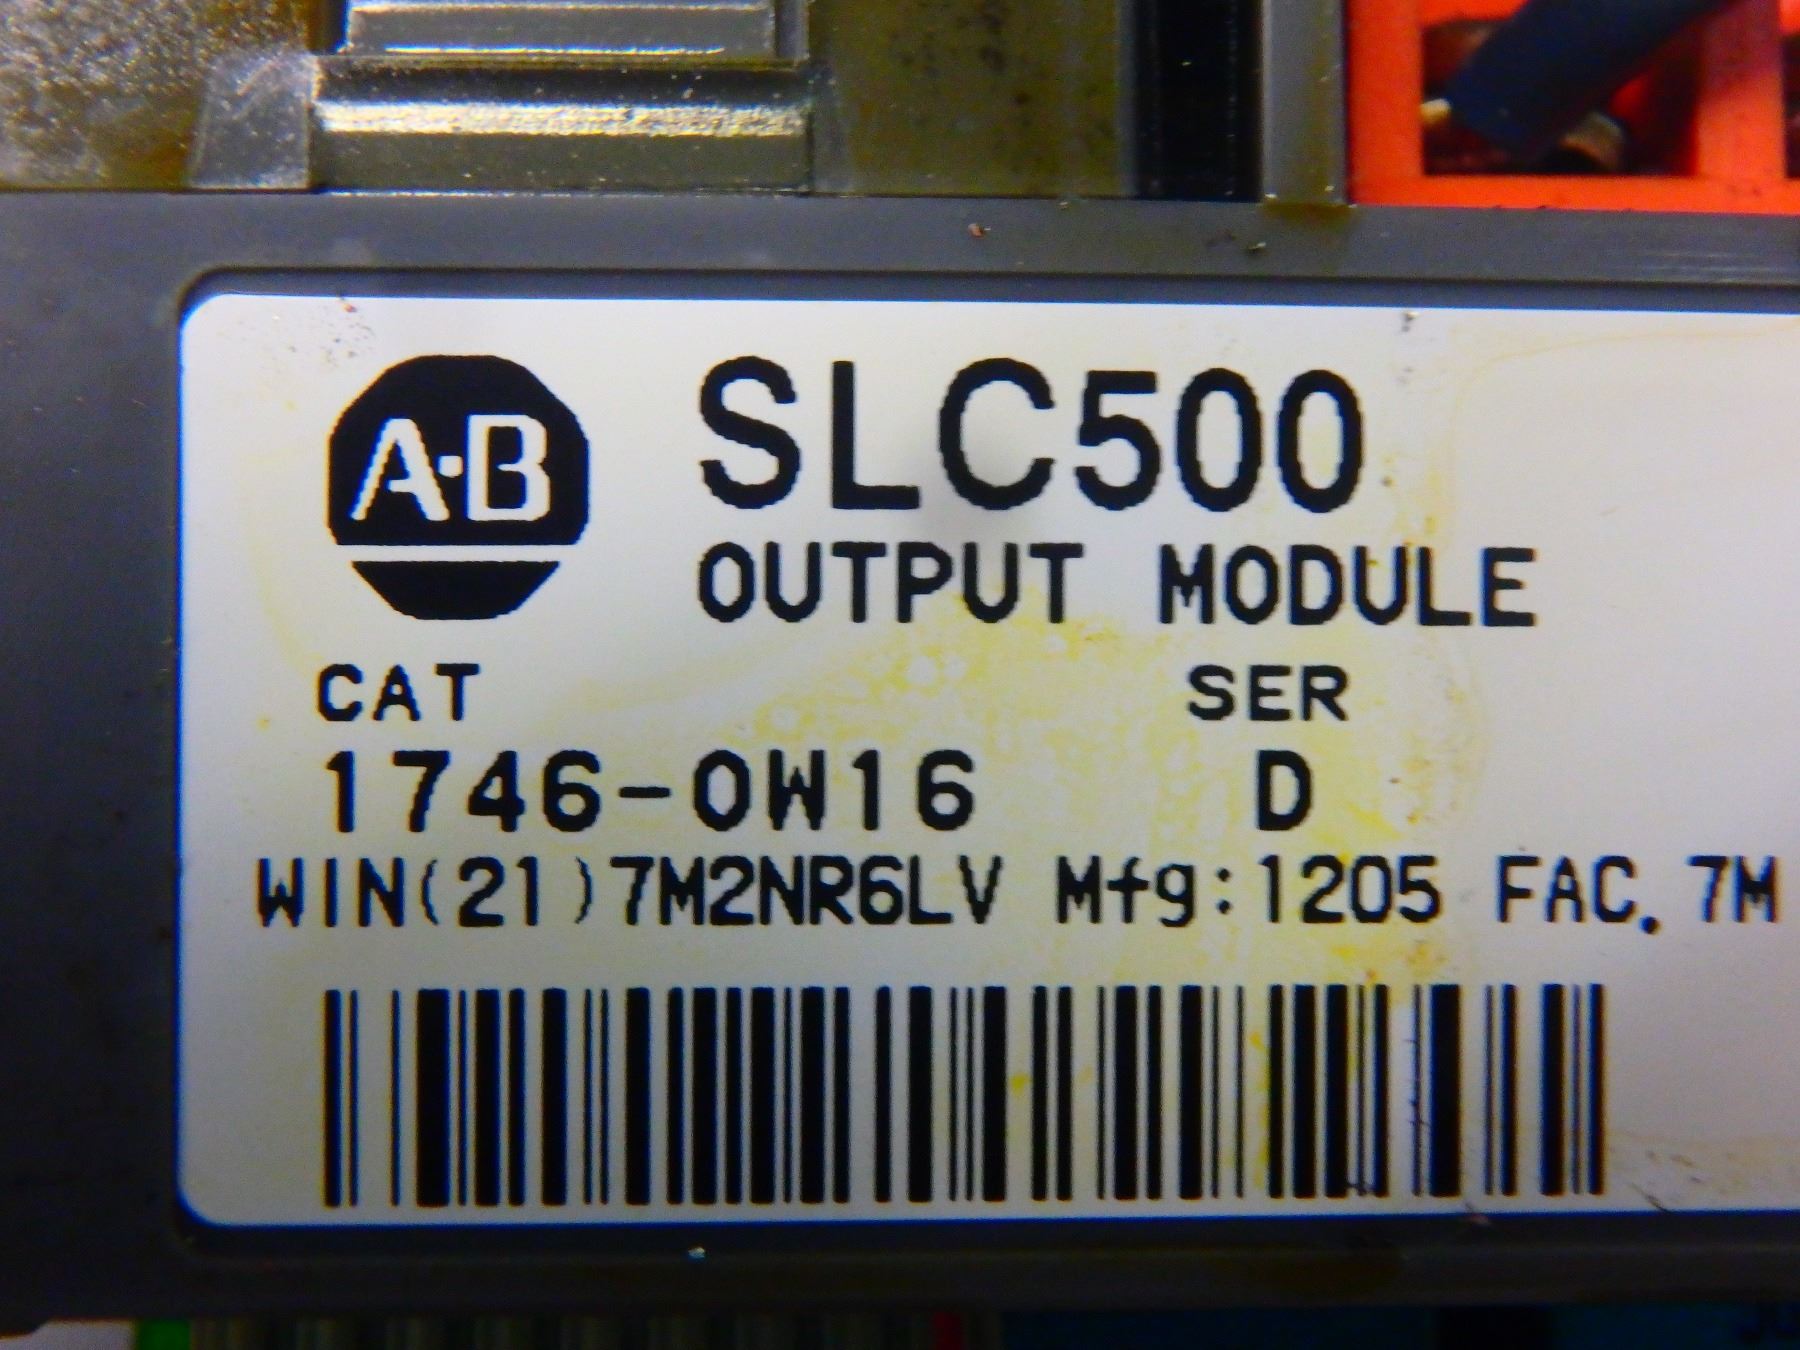 A·B
SLC500
OUTPUT MODULE
CAT SER
1746-OW16 D
WIN(21)7M2NR6LV Mfg:1205 FAC. 7M